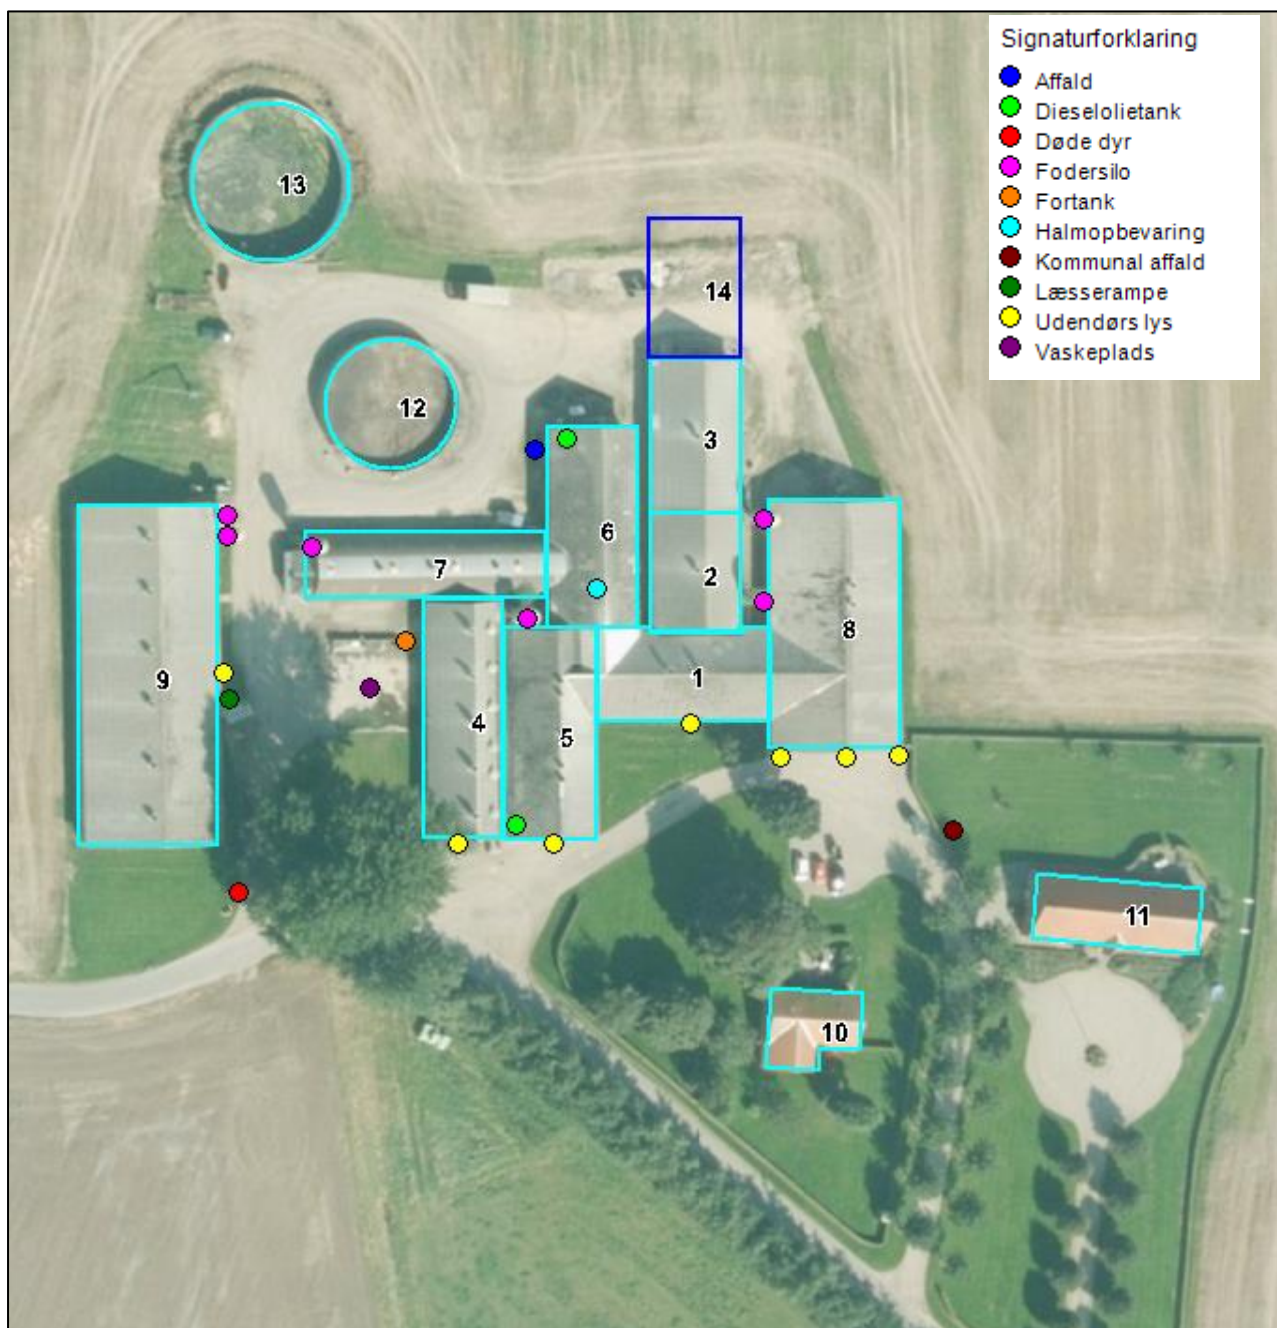 Signaturforklaring
Affald
Dieselolietank
Døde dyr
Fodersilo
Fortank
Halmopbevaring
Kommunal affald
Læsserampe
Udendørs lys
Vaskeplads
13
14
12
3
6
7
2
8
9
1
4
5
11
10